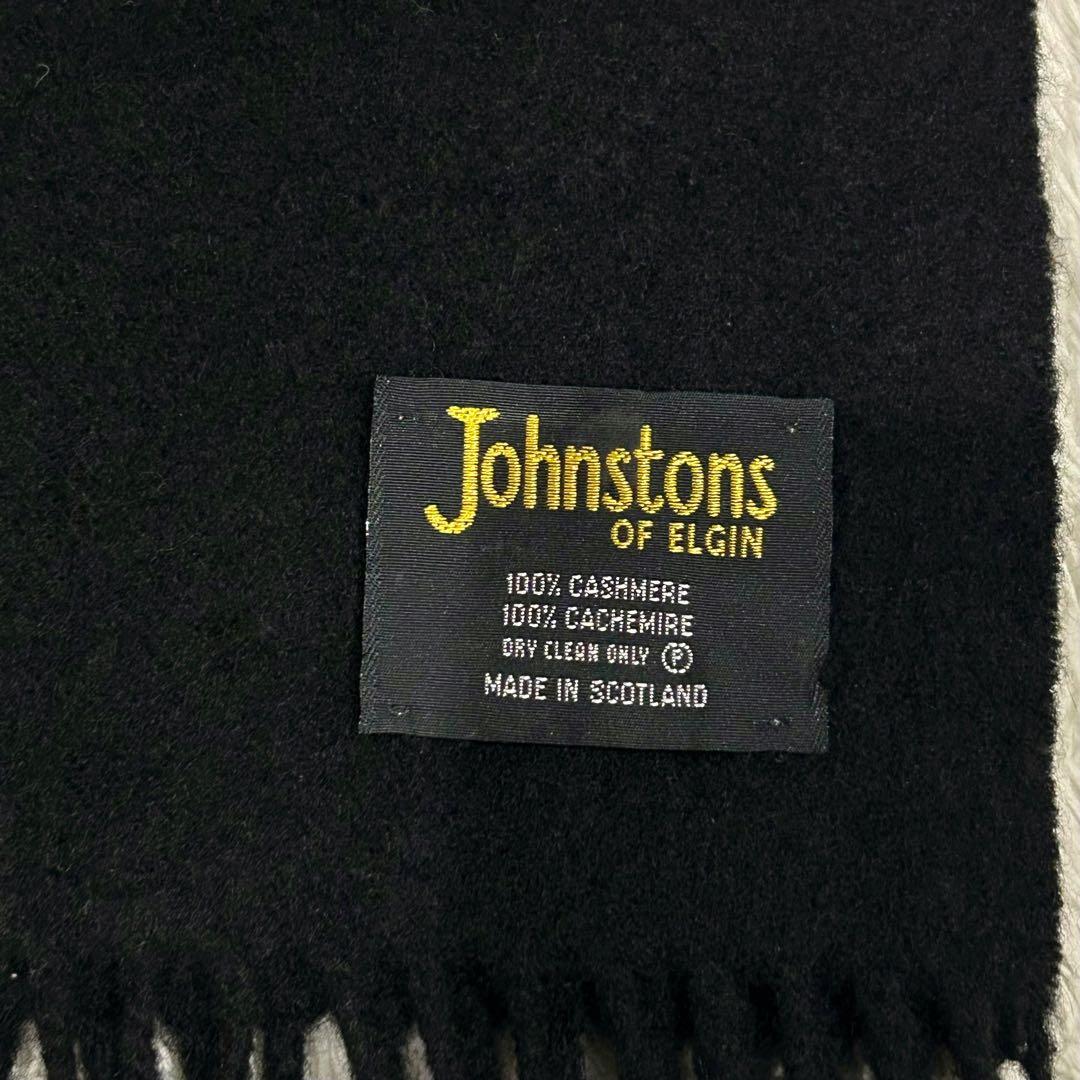 Johnstons
OF ELGIN
100% CASHMERE
100% CACHEMIRE
DRY CLEAN ONLY Ⓟ
MADE IN SCOTLAND